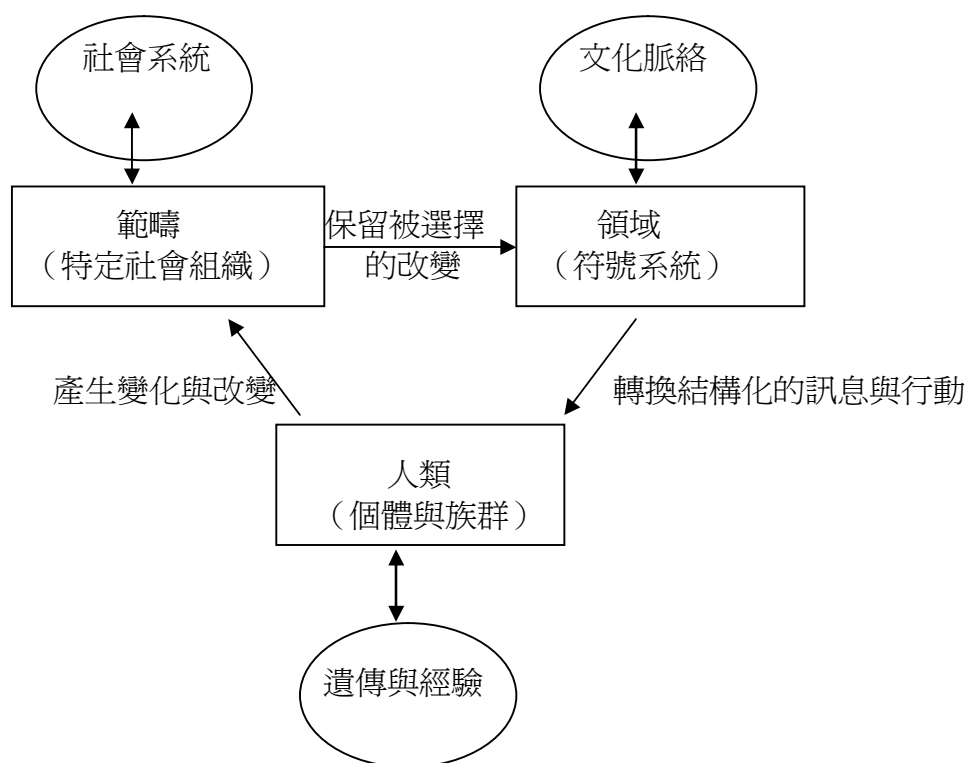 社會系統
文化脈絡
範疇
（特定社會組織）
保留被選擇
的改變
領域
（符號系統）
產生變化與改變
轉換結構化的訊息與行動
人類
（個體與族群）
遺傳與經驗